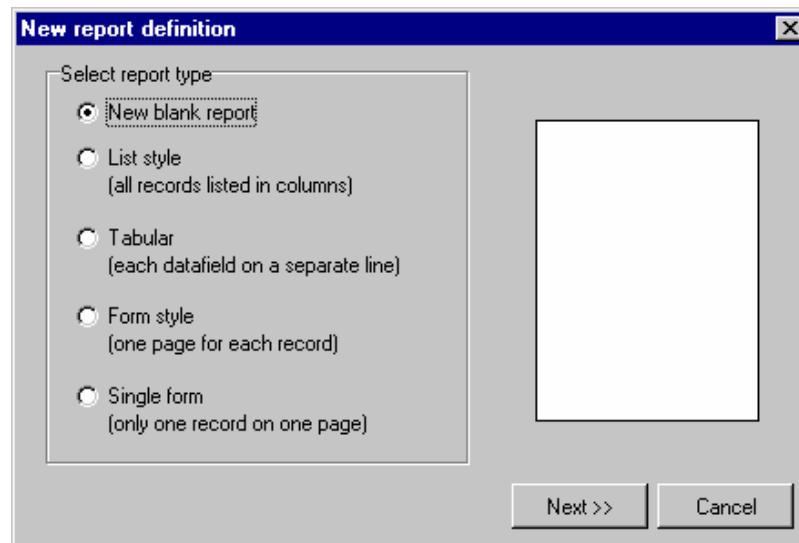 New report definition
Select report type
New blank report
List style
(all records listed in columns)
Tabular
(each datafield on a separate line)
Form style
(one page for each record)
Single form
(only one record on one page)
Next >>
Cancel